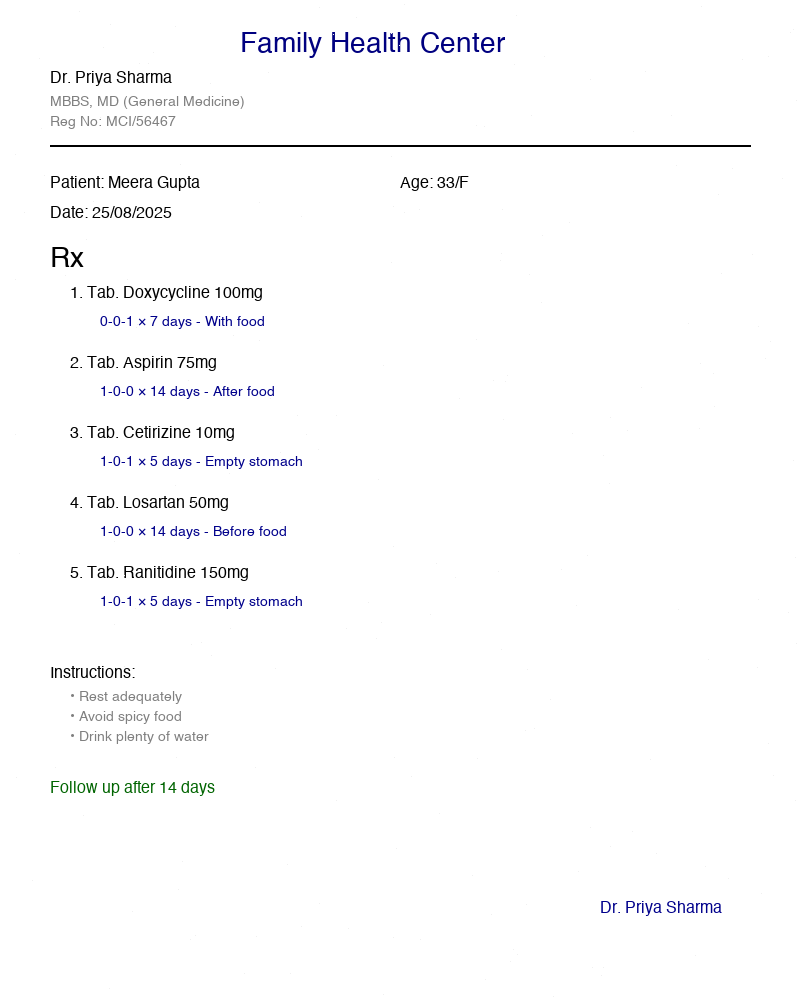 Family Health Center
Dr. Priya Sharma
MBBS, MD (General Medicine)
Reg No: MCI/56467
Patient: Meera Gupta Age: 33/F
Date: 25/08/2025
Rx
1. Tab. Doxycycline 100mg
0-0-1 × 7 days - With food
2. Tab. Aspirin 75mg
1-0-0 × 14 days - After food
3. Tab. Cetirizine 10mg
1-0-1 × 5 days - Empty stomach
4. Tab. Losartan 50mg
1-0-0 × 14 days - Before food
5. Tab. Ranitidine 150mg
1-0-1 × 5 days - Empty stomach
Instructions:
• Rest adequately
• Avoid spicy food
• Drink plenty of water
Follow up after 14 days
Dr. Priya Sharma